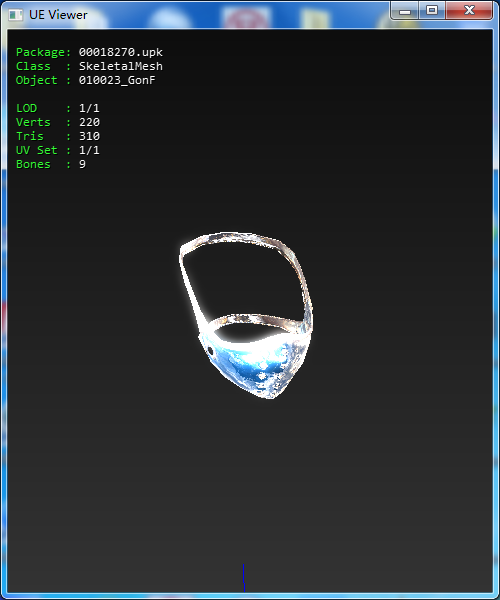 UE Viewer
Package: 00018270.upk
Class  : SkeletalMesh
Object : 010023_GonF
LOD    : 1/1
Verts  : 220
Tris   : 310
UV Set : 1/1
Bones  : 9